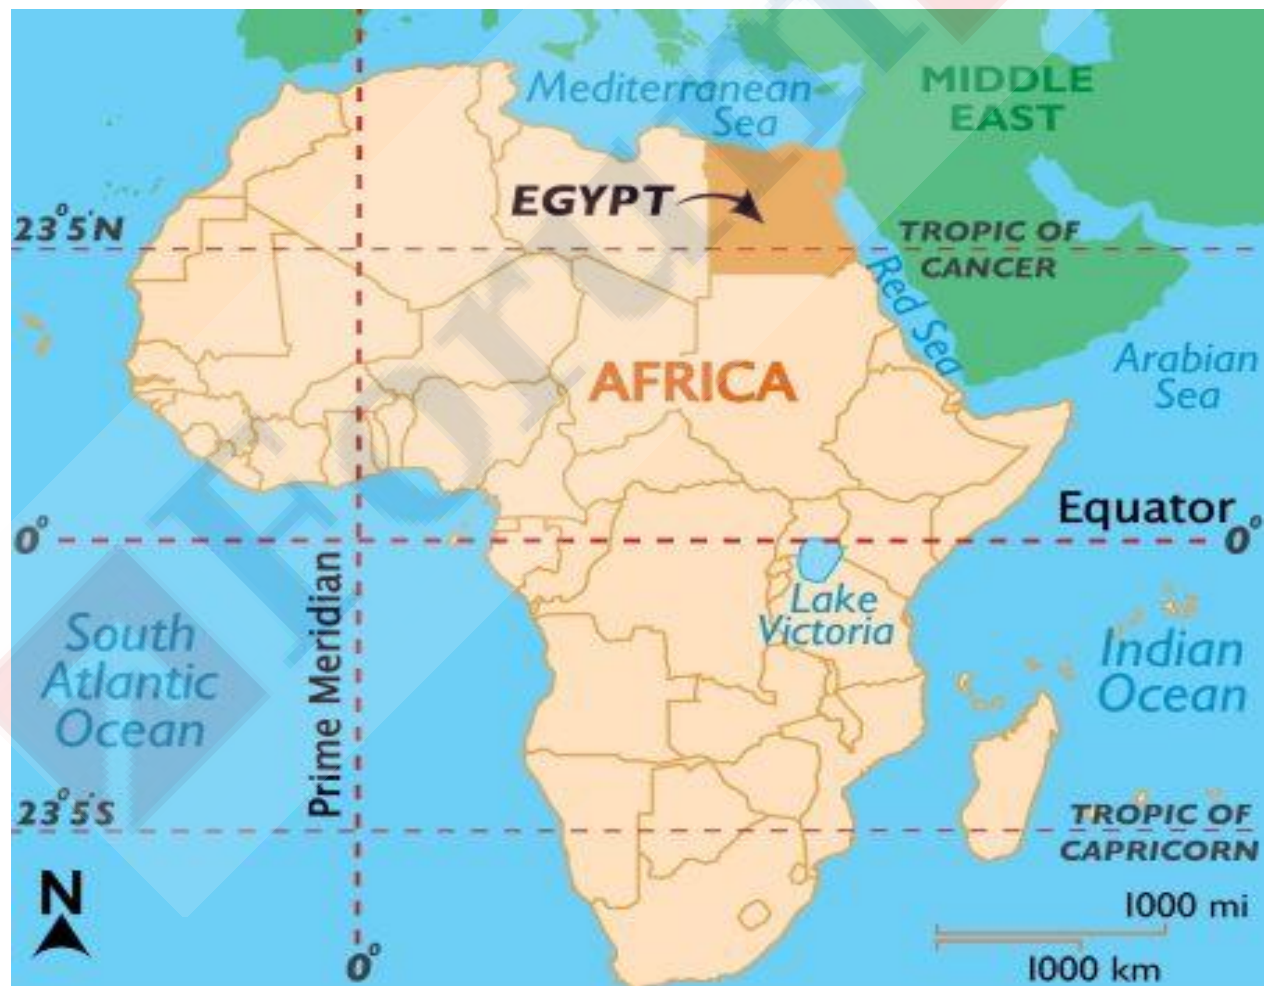 Mediterranean
Sea
MIDDLE
EAST
EGYPT
23°5'N
TROPIC OF
CANCER
Red Sea
Arabian
Sea
AFRICA
Equator
0°
0°
Prime Meridian
Lake
Victoria
South
Atlantic
Ocean
Indian
Ocean
23°5'S
TROPIC OF
CAPRICORN
N
0°
1000 mi
1000 km
Forum